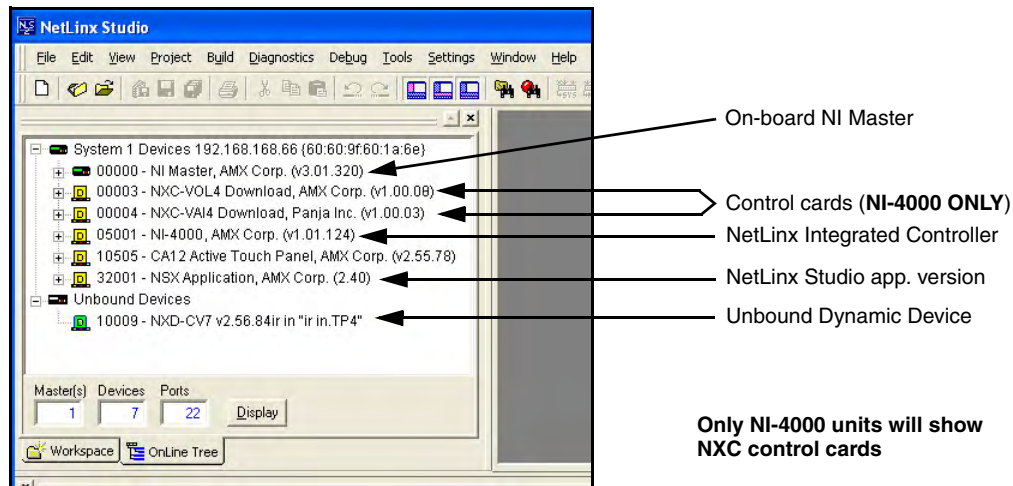 NetLinx Studio
File Edit View Project Build Diagnostics Debug Tools Settings Window Help
On-board NI Master
System 1 Devices 192.168.168.66 {60:60:9f:60:1a:6e}
00000 - NI Master, AMX Corp. (v3.01.320)
00003 - NXC-VOL4 Download, AMX Corp. (v1.00.08)
Control cards (NI-4000 ONLY)
00004 - NXC-VAI4 Download, Panja Inc. (v1.00.03)
05001 - NI-4000, AMX Corp. (v1.01.124)
NetLinx Integrated Controller
10505 - CA12 Active Touch Panel, AMX Corp. (v2.55.78)
32001 - NSX Application, AMX Corp. (2.40)
NetLinx Studio app. version
Unbound Devices
10009 - NXD-CV7 v2.56.84ir in "ir in.TP4"
Unbound Dynamic Device
Master(s) Devices Ports
1 7 22 Display
Only NI-4000 units will show
NXC control cards
Workspace OnLine Tree